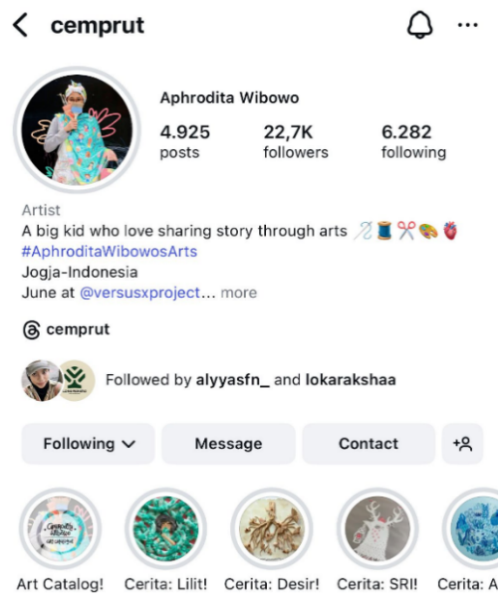 cemprut
Aphrodita Wibowo
4.925 22,7K 6.282
posts followers following
Artist
A big kid who love sharing story through arts 🪡🧵✂️🎨🫀
#AphroditaWibowosArts
Jogja-Indonesia
June at @versusxproject... more
cemprut
Followed by alyyasfn_ and lokarakshaa
Following Message Contact
Art Catalog! Cerita: Lilit! Cerita: Desir! Cerita: SRI! Cerita: A